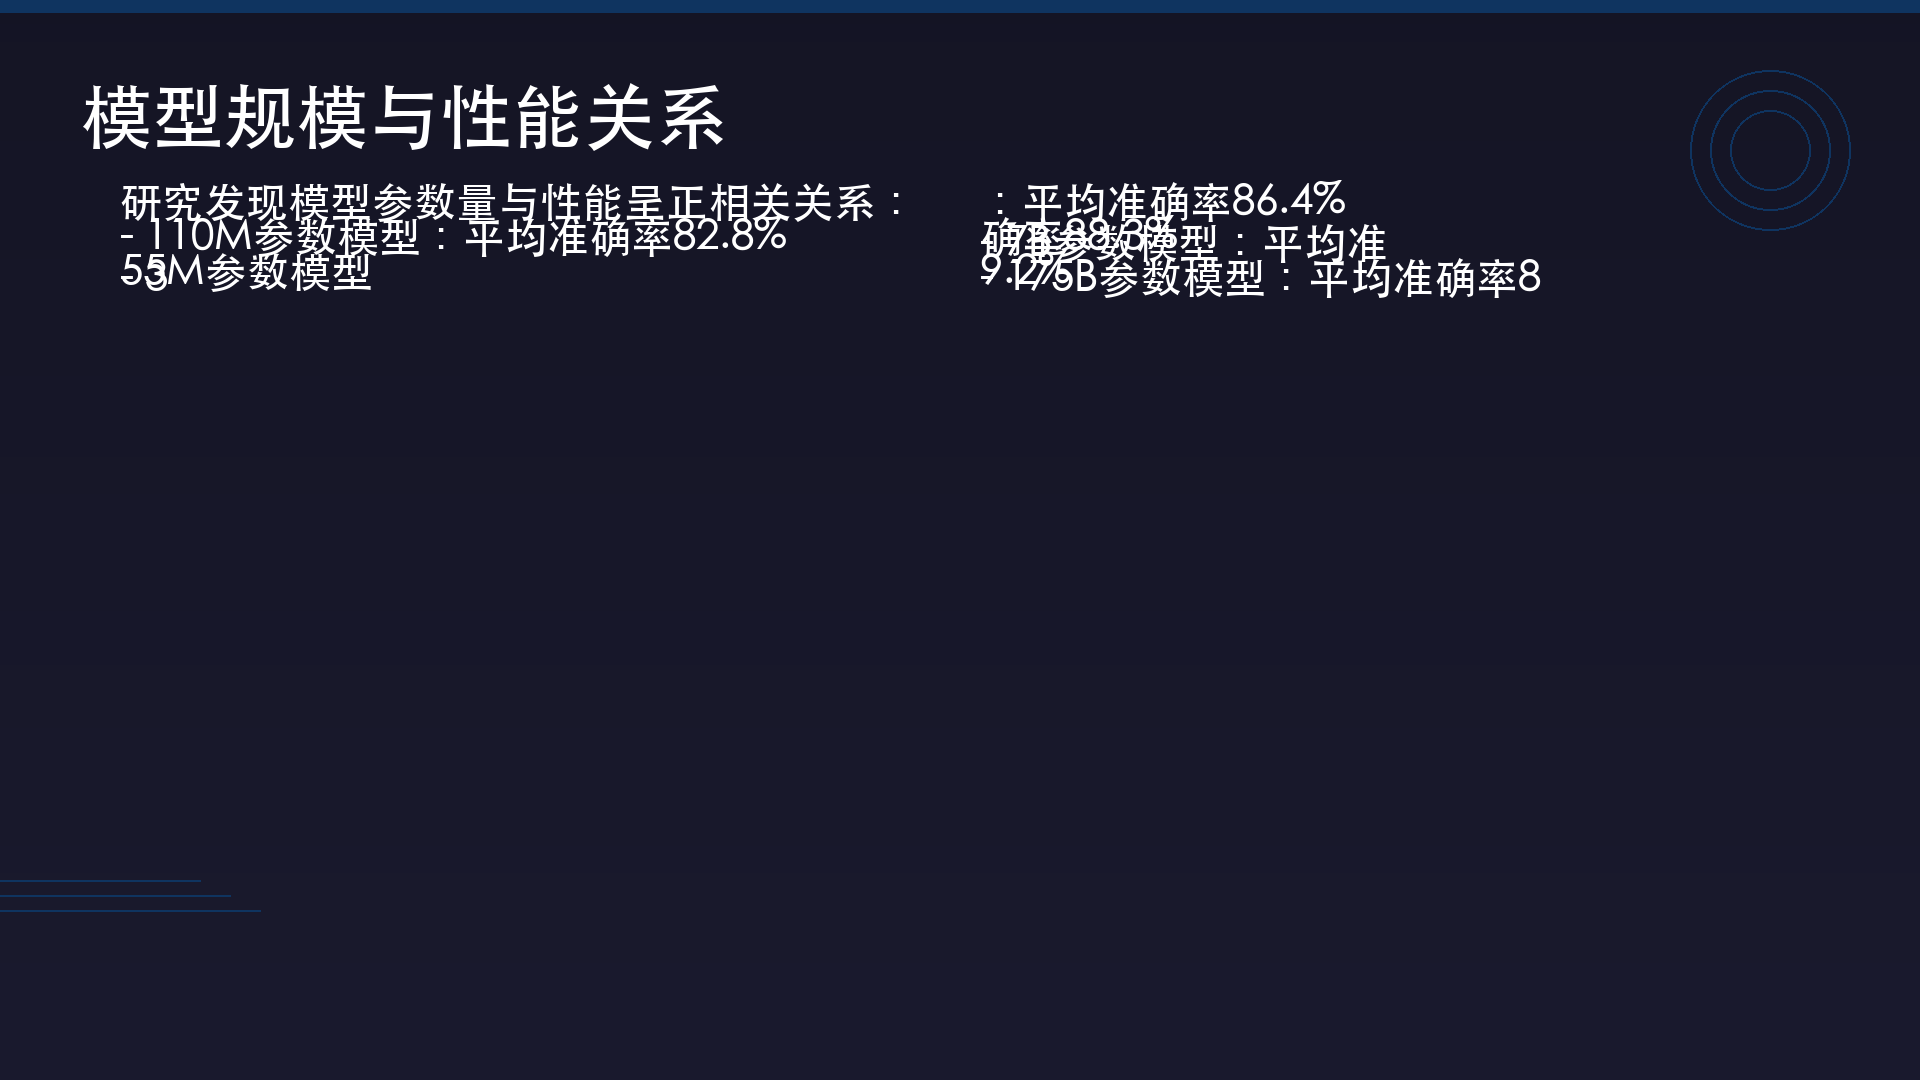 模型规模与性能关系
研究发现模型参数量与性能呈正相关关系：
- 110M参数模型：平均准确率82.8%
- 3
55M参数模型
：平均准确率86.4%
- 7B参数模型：平均准
确率88.3%
- 175B参数模型：平均准确率8
9.2%